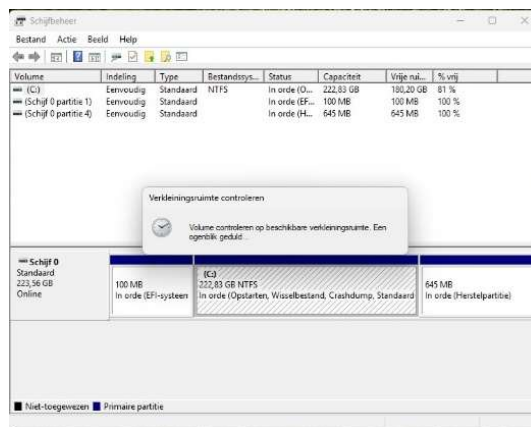 Schijfbeheer
Bestand Actie Beeld Help
Volume Indeling Type Bestandssys... Status Capaciteit Vrije rui... % vrij
(C:) Eenvoudig Standaard NTFS In orde (O... 222,83 GB 180,20 GB 81 %
(Schijf 0 partitie 1) Eenvoudig Standaard In orde (EF... 100 MB 100 MB 100 %
(Schijf 0 partitie 4) Eenvoudig Standaard In orde (H... 645 MB 645 MB 100 %
Verkleiningsruimte controleren
Volume controleren op beschikbare verkleiningsruimte. Een
ogenblik geduld...
Schijf 0
Standaard
223,56 GB
Online
100 MB
In orde (EFI-systeen
(C:)
222,83 GB NTFS
In orde (Opstarten, Wisselbestand, Crashdump, Standaard
645 MB
In orde (Herstelpartitie)
Niet-toegewezen Primaire partitie